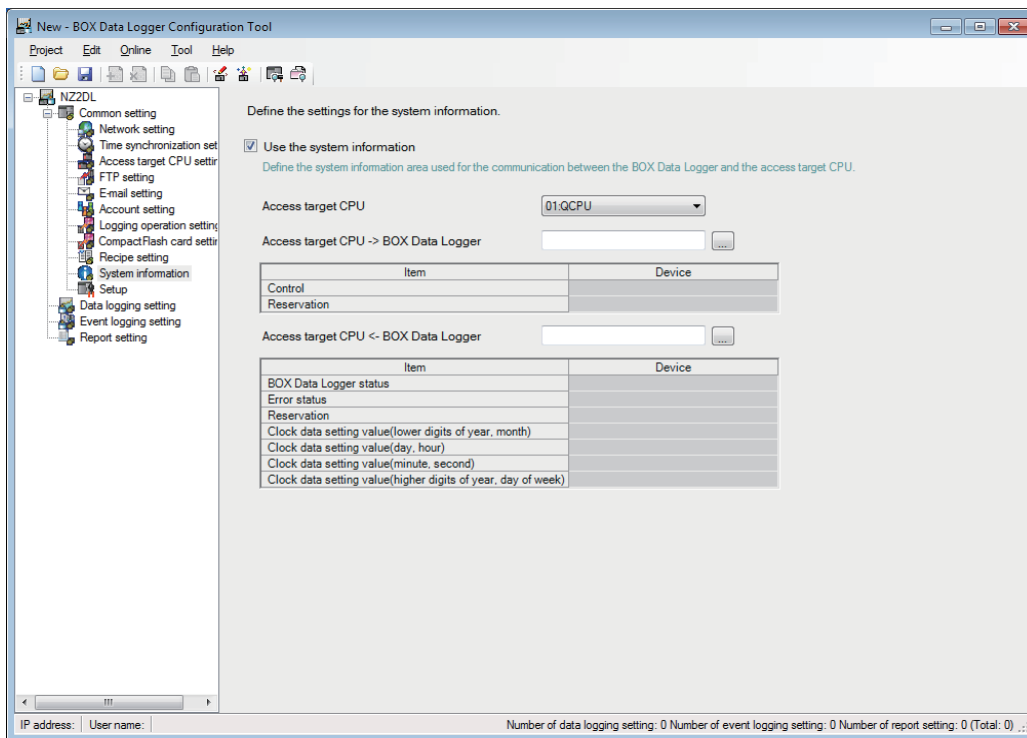 New - BOX Data Logger Configuration Tool
Project Edit Online Tool Help
NZ2DL
Common setting
Network setting
Time synchronization set
Access target CPU settin
FTP setting
E-mail setting
Account setting
Logging operation setting
CompactFlash card settin
Recipe setting
System information
Setup
Data logging setting
Event logging setting
Report setting
Define the settings for the system information.
Use the system information
Define the system information area used for the communication between the BOX Data Logger and the access target CPU.
Access target CPU 01:QCPU
Access target CPU -> BOX Data Logger ...
Item Device
Control
Reservation
Access target CPU <- BOX Data Logger ...
Item Device
BOX Data Logger status
Error status
Reservation
Clock data setting value(lower digits of year, month)
Clock data setting value(day, hour)
Clock data setting value(minute, second)
Clock data setting value(higher digits of year, day of week)
IP address: User name: Number of data logging setting: 0 Number of event logging setting: 0 Number of report setting: 0 (Total: 0)